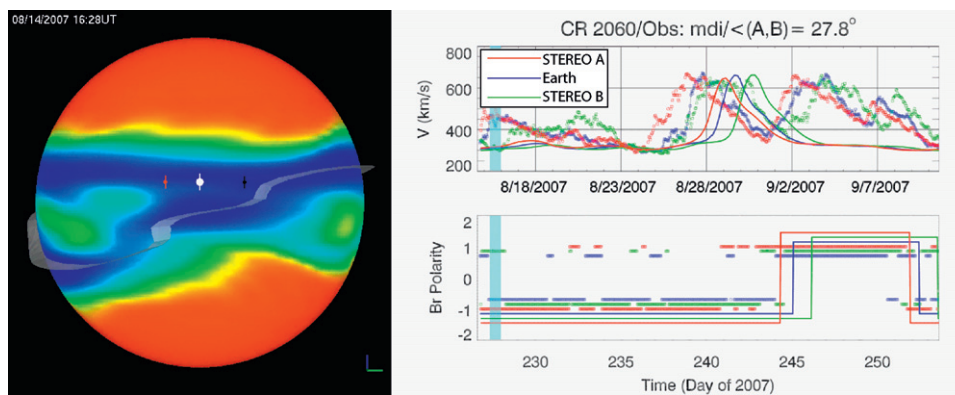 08/14/2007 16:28UT
CR 2060/Obs: mdi/<(A,B)= 27.8°
800
600
400
200
V (km/s)
STEREO A
Earth
STEREO B
8/18/2007 8/23/2007 8/28/2007 9/2/2007 9/7/2007
2
1
0
-1
-2
Br Polarity
230 235 240 245 250
Time (Day of 2007)